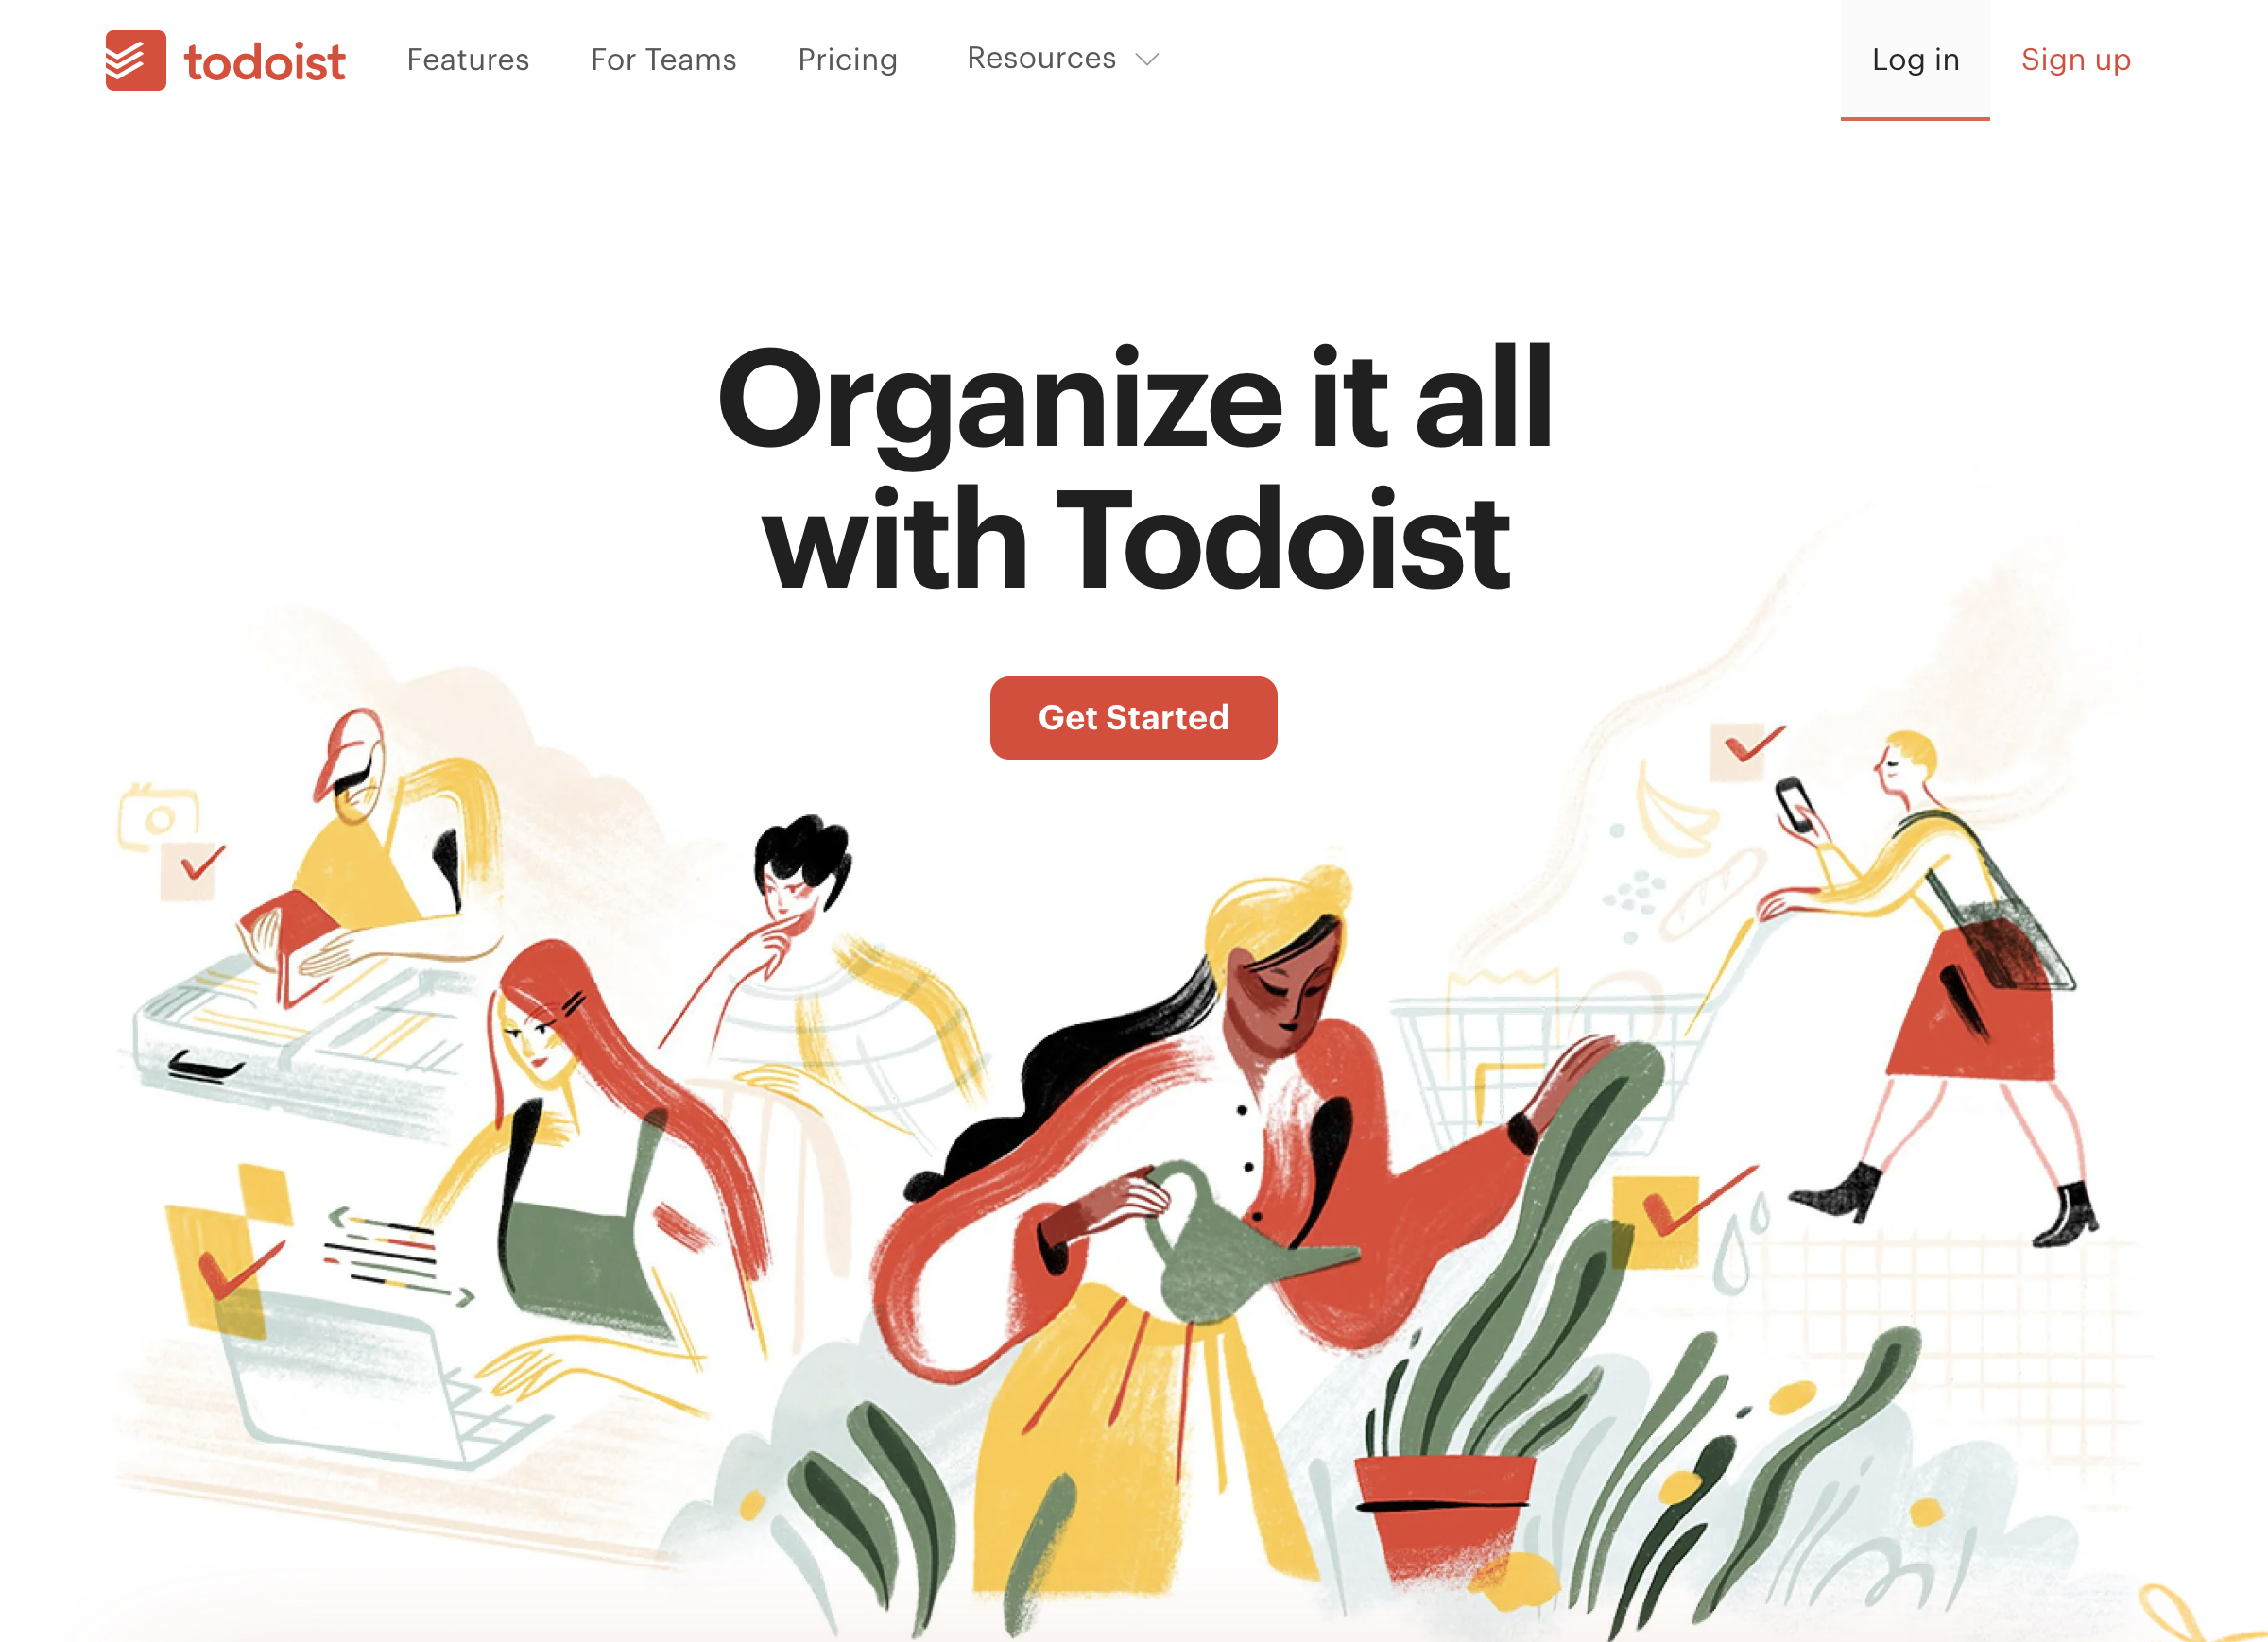 todoist
Features
For Teams
Pricing
Resources
Log in
Sign up
Organize it all
with Todoist
Get Started